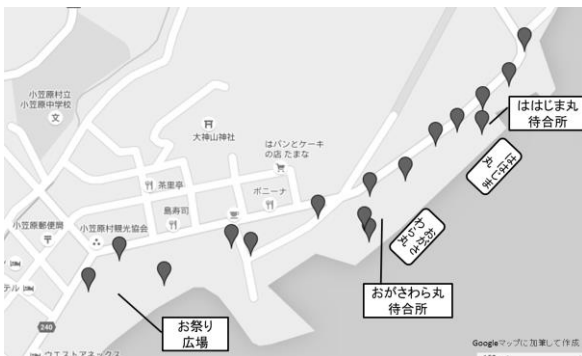 小笠原村立
小笠原中学校
文
大神山神社
はパンとケーキ
の店 たまな
茶里亭
ボニーナ
島寿司
小笠原郵便局
小笠原村観光協会
テル
240
ウエストアネックス
お祭り
広場
ははじま丸
待合所
ははじま
丸
おがさ
わら丸
おがさわら丸
待合所
Googleマップに加筆して作成